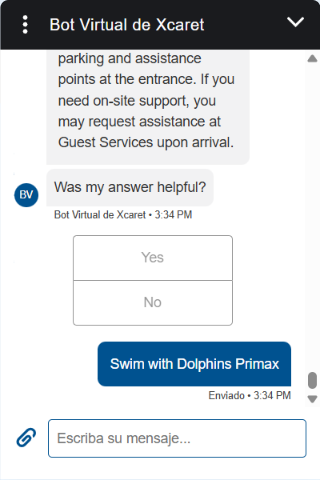 Bot Virtual de Xcaret
parking and assistance
points at the entrance. If you
need on-site support, you
may request assistance at
Guest Services upon arrival.
Was my answer helpful?
BV
Bot Virtual de Xcaret • 3:34 PM
Yes
No
Swim with Dolphins Primax
Enviado • 3:34 PM
Escriba su mensaje...